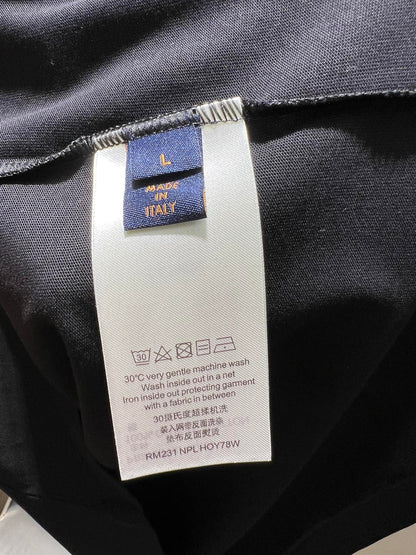 L
MADE
IN
ITALY
30
30°C very gentle machine wash
Wash inside out in a net
Iron inside out protecting garment
with a fabric in between
30摄氏度超揉机洗
装入网带反面洗染
垫布反面熨烫
RM231 NPL HOY78W